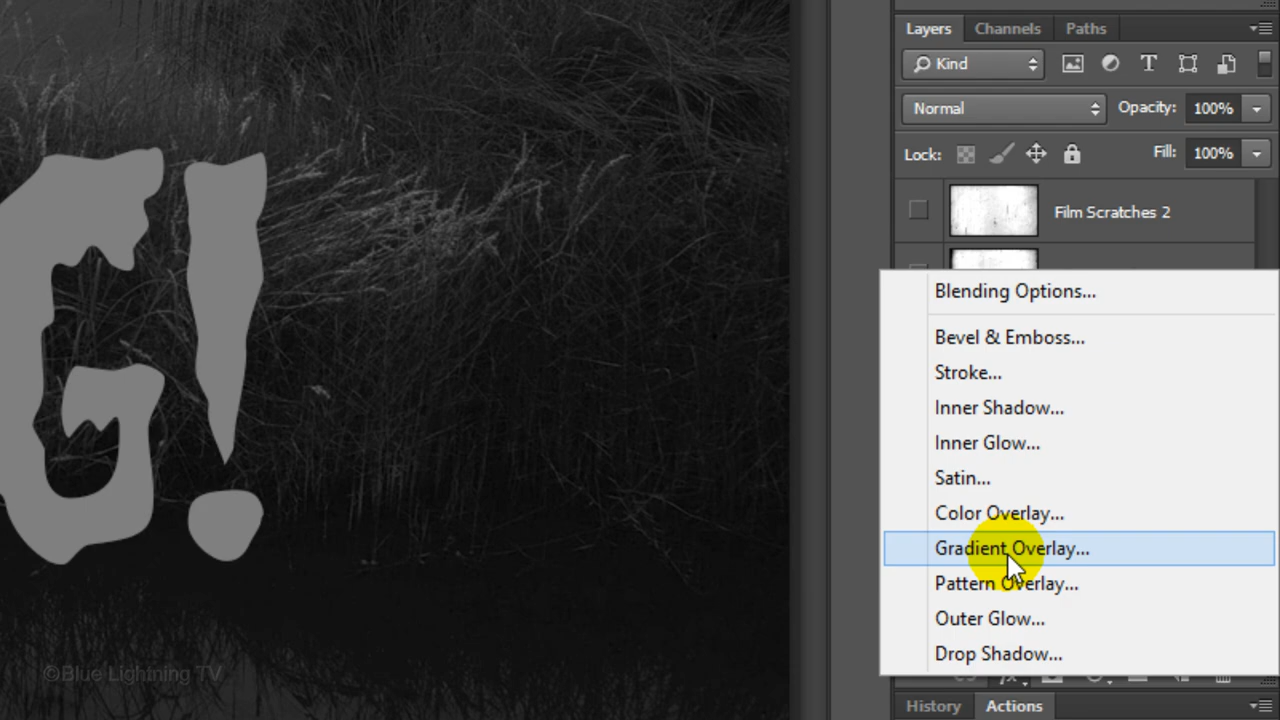 Layers Channels Paths
Kind T
Normal Opacity: 100%
Lock: Fill: 100%
Film Scratches 2
Blending Options...
Bevel & Emboss...
Stroke...
Inner Shadow...
Inner Glow...
Satin...
Color Overlay...
Gradient Overlay...
Pattern Overlay...
Outer Glow...
Drop Shadow...
G!
©Blue Lightning TV
fx
History Actions